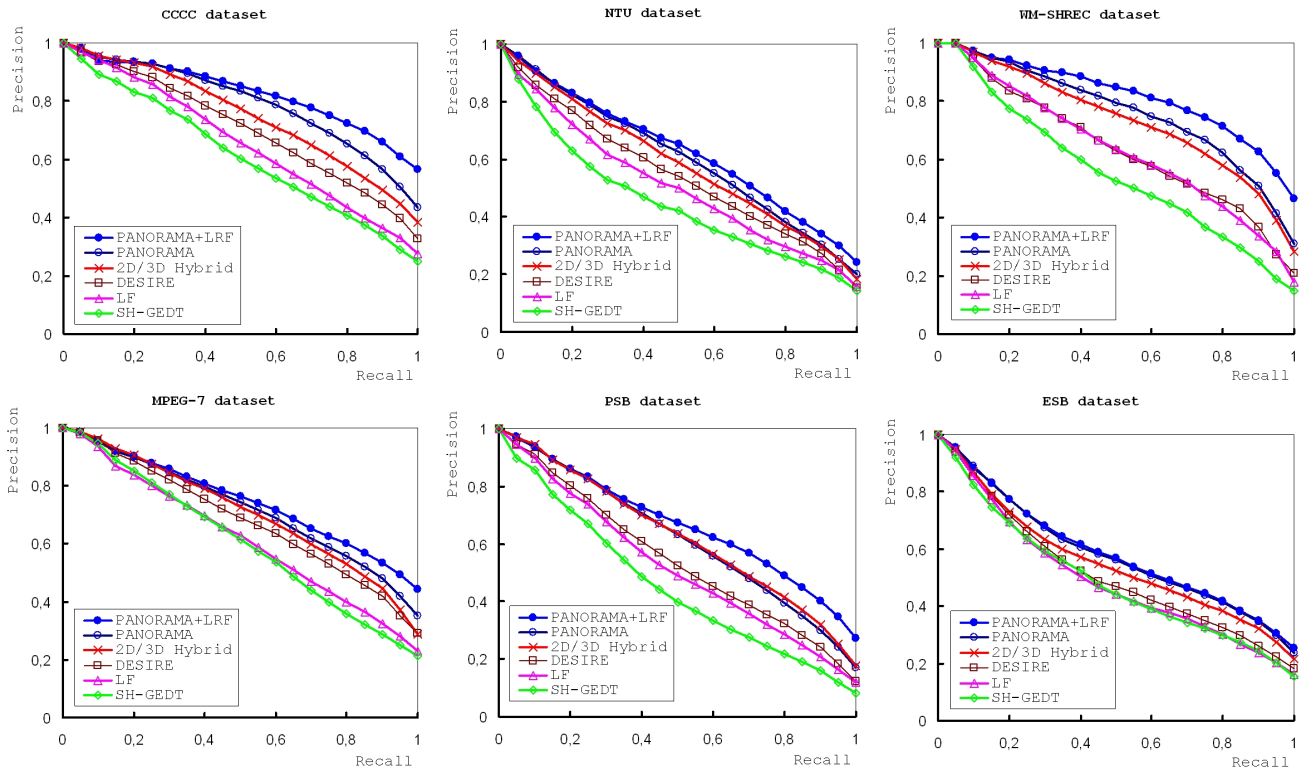 CCCC dataset
Precision
1
0,8
0,6
0,4
0,2
0
PANORAMA+LRF
PANORAMA
2D/3D Hybrid
DESIRE
LF
SH-GEDT
0 0,2 0,4 0,6 0,8 1
Recall
NTU dataset
Precision
1
0,8
0,6
0,4
0,2
0
PANORAMA+LRF
PANORAMA
2D/3D Hybrid
DESIRE
LF
SH-GEDT
0 0,2 0,4 0,6 0,8 1
Recall
WM-SHREC dataset
Precision
1
0,8
0,6
0,4
0,2
0
PANORAMA+LRF
PANORAMA
2D/3D Hybrid
DESIRE
LF
SH-GEDT
0 0,2 0,4 0,6 0,8 1
Recall
MPEG-7 dataset
Precision
1
0,8
0,6
0,4
0,2
0
PANORAMA+LRF
PANORAMA
2D/3D Hybrid
DESIRE
LF
SH-GEDT
0 0,2 0,4 0,6 0,8 1
Recall
PSB dataset
Precision
1
0,8
0,6
0,4
0,2
0
PANORAMA+LRF
PANORAMA
2D/3D Hybrid
DESIRE
LF
SH-GEDT
0 0,2 0,4 0,6 0,8 1
Recall
ESB dataset
Precision
1
0,8
0,6
0,4
0,2
0
PANORAMA+LRF
PANORAMA
2D/3D Hybrid
DESIRE
LF
SH-GEDT
0 0,2 0,4 0,6 0,8 1
Recall